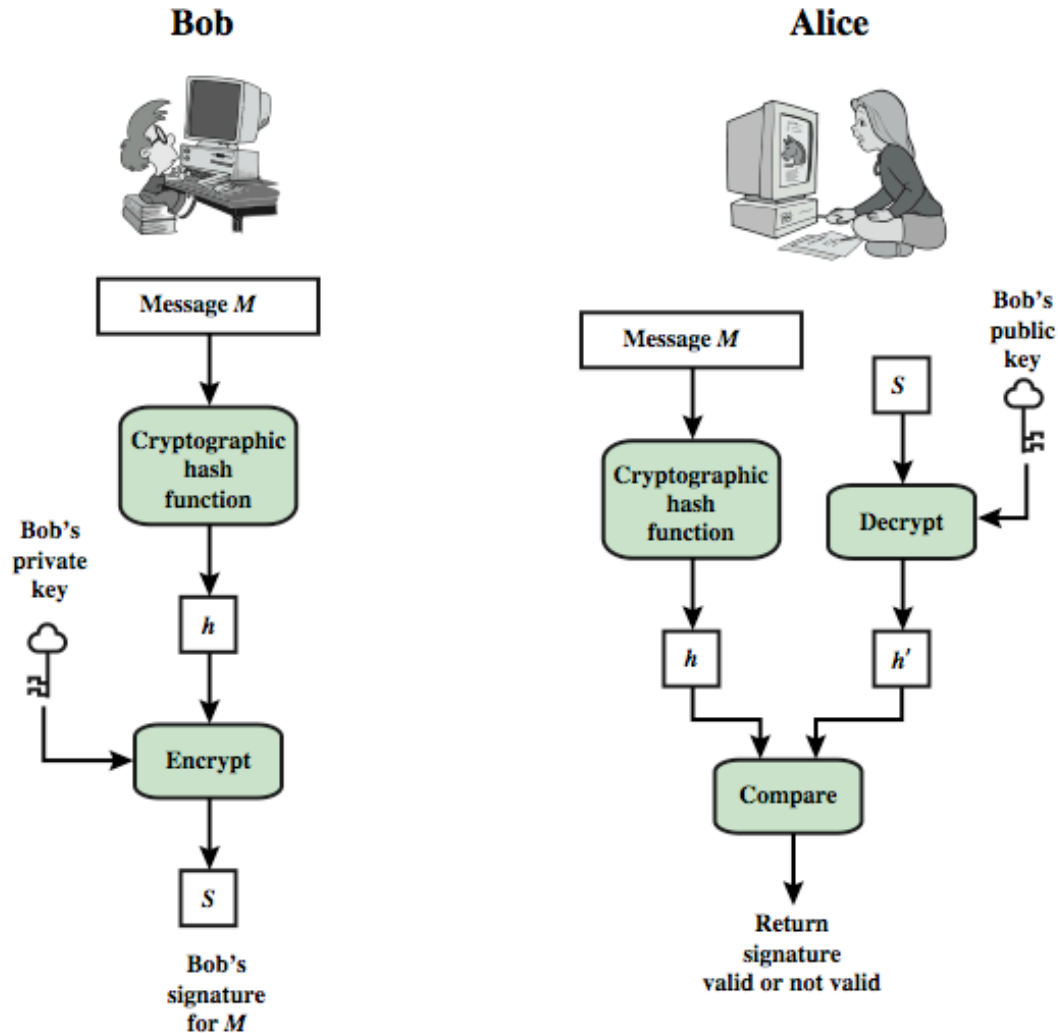 Bob
Message M
Cryptographic
hash
function
Bob's
private
key
h
Encrypt
S
Bob's
signature
for M
Alice
Message M
Bob's
public
key
S
Cryptographic
hash
function
Decrypt
h
h′
Compare
Return
signature
valid or not valid